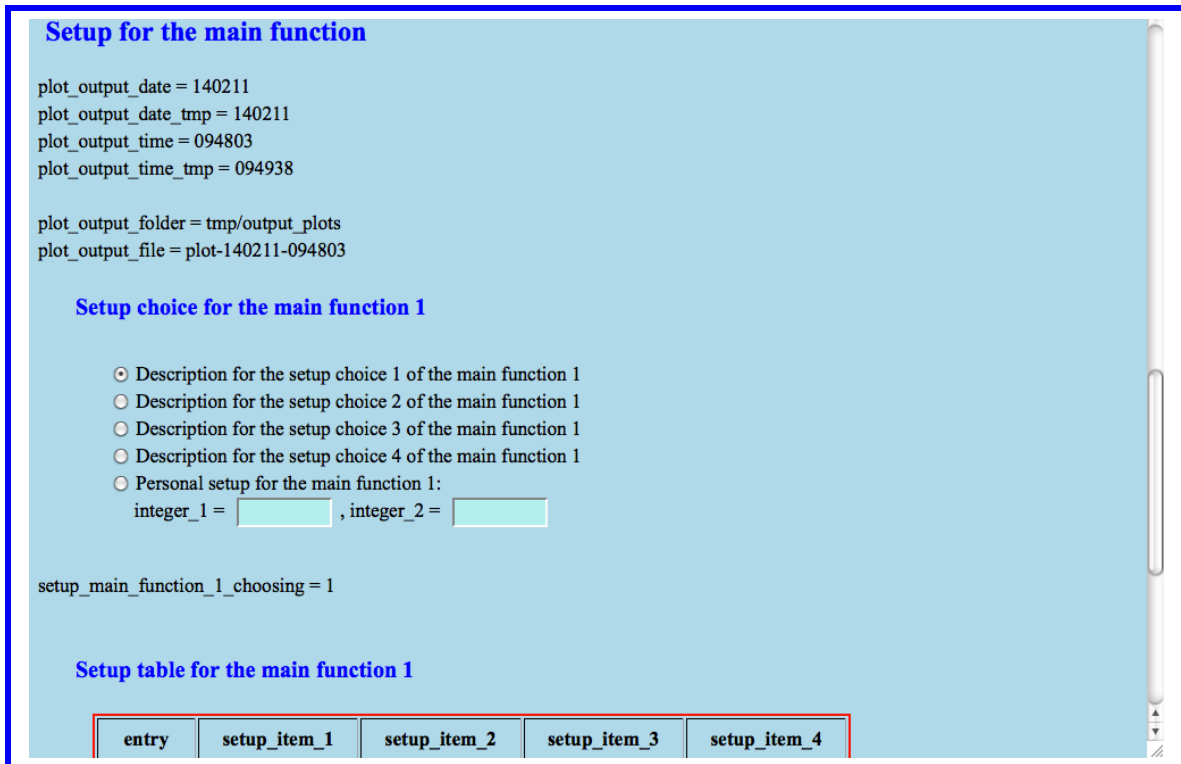 Setup for the main function
plot_output_date = 140211
plot_output_date_tmp = 140211
plot_output_time = 094803
plot_output_time_tmp = 094938
plot_output_folder = tmp/output_plots
plot_output_file = plot-140211-094803
Setup choice for the main function 1
Description for the setup choice 1 of the main function 1
Description for the setup choice 2 of the main function 1
Description for the setup choice 3 of the main function 1
Description for the setup choice 4 of the main function 1
Personal setup for the main function 1:
integer_1 = , integer_2 =
setup_main_function_1_choosing = 1
Setup table for the main function 1
entry setup_item_1 setup_item_2 setup_item_3 setup_item_4